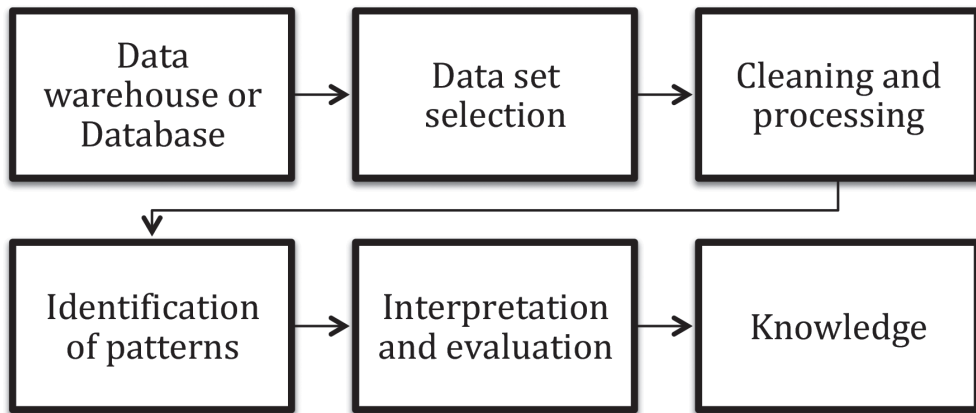 Data
warehouse or
Database
Data set
selection
Cleaning and
processing
Identification
of patterns
Interpretation
and evaluation
Knowledge